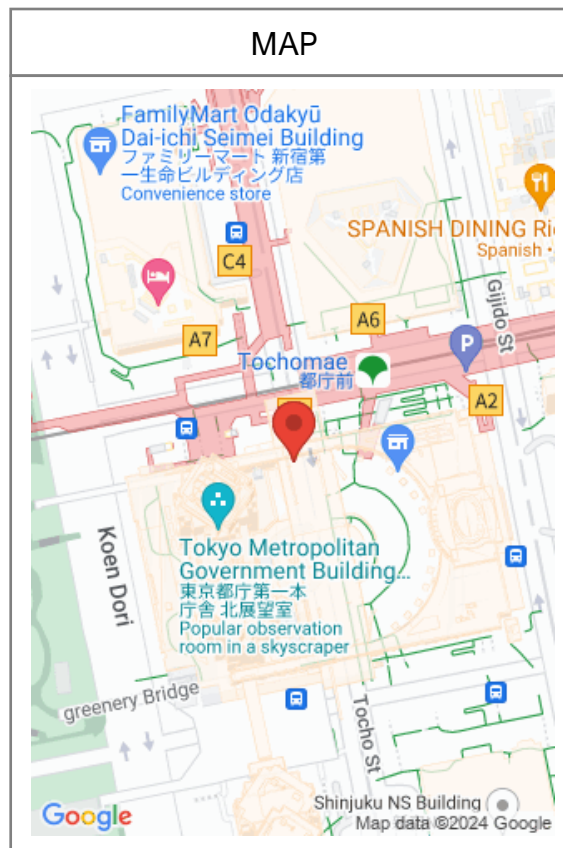 MAP
FamilyMart Odakyū
Dai-ichi Seimei Building
ファミリーマート 新宿第
一生命ビルディング店
Convenience store
SPANISH DINING Ri
Spanish •
C4
Gijido St
A6
A7
P
Tochomae
都庁前
A2
Koen Dori
Tokyo Metropolitan
Government Building...
東京都庁第一本
庁舎 北展望室
Popular observation
room in a skyscraper
greenery Bridge
Tocho St
Shinjuku NS Building
Google
Map data ©2024 Google